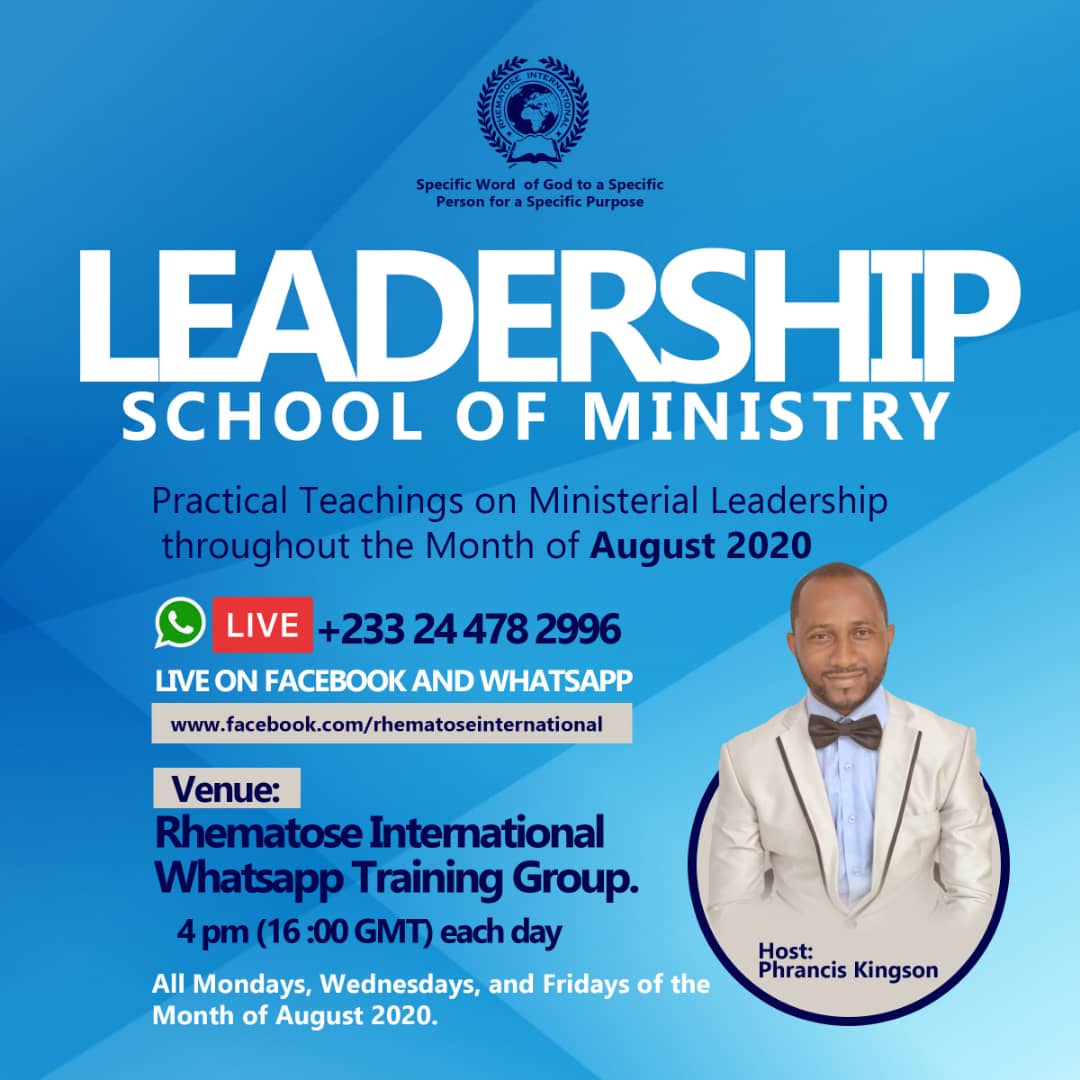 RHEMATOSE INTERNATIONAL
Specific Word of God to a Specific
Person for a Specific Purpose
LEADERSHIP
SCHOOL OF MINISTRY
Practical Teachings on Ministerial Leadership
throughout the Month of August 2020
LIVE +233 24 478 2996
LIVE ON FACEBOOK AND WHATSAPP
www.facebook.com/rhematoseinternational
Venue:
Rhematose International
Whatsapp Training Group.
4 pm (16 :00 GMT) each day
All Mondays, Wednesdays, and Fridays of the
Month of August 2020.
Host:
Phrancis Kingson